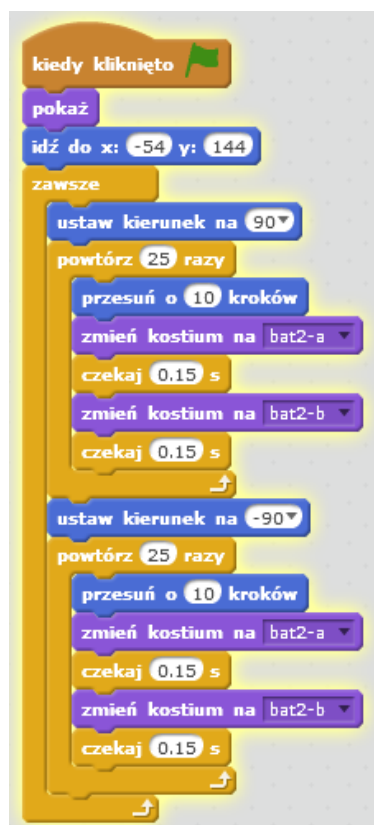 kiedy kliknięto
pokaż
idź do x: -54 y: 144
zawsze
ustaw kierunek na 90
powtórz 25 razy
przesuń o 10 kroków
zmień kostium na bat2-a
czekaj 0.15 s
zmień kostium na bat2-b
czekaj 0.15 s
ustaw kierunek na -90
powtórz 25 razy
przesuń o 10 kroków
zmień kostium na bat2-a
czekaj 0.15 s
zmień kostium na bat2-b
czekaj 0.15 s